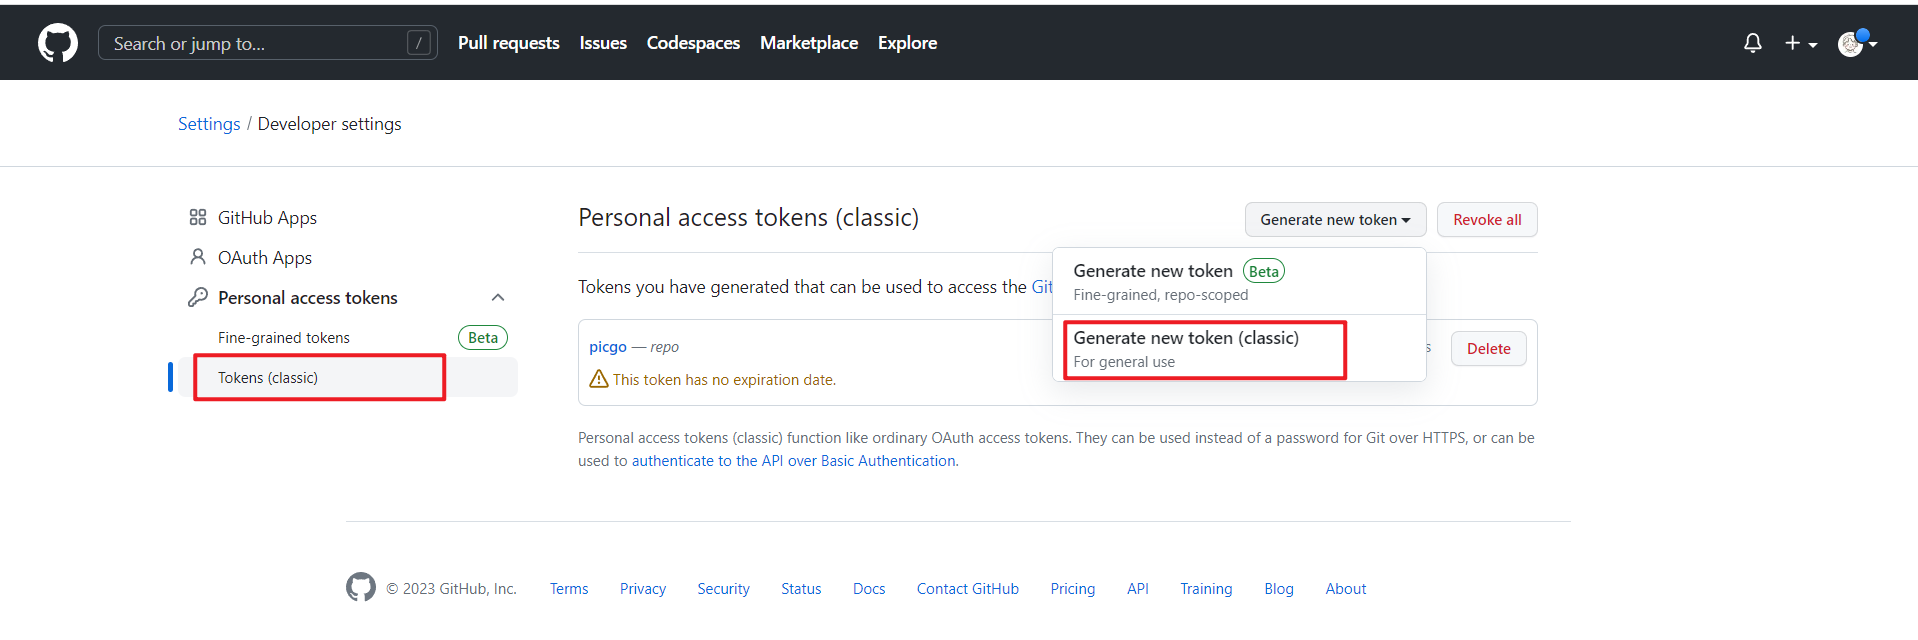 Search or jump to... / Pull requests Issues Codespaces Marketplace Explore
Settings / Developer settings
GitHub Apps
OAuth Apps
Personal access tokens
Fine-grained tokens Beta
Tokens (classic)
Personal access tokens (classic)
Generate new token
Revoke all
Generate new token Beta
Fine-grained, repo-scoped
Generate new token (classic)
For general use
Tokens you have generated that can be used to access the Git
picgo — repo
s
Delete
This token has no expiration date.
Personal access tokens (classic) function like ordinary OAuth access tokens. They can be used instead of a password for Git over HTTPS, or can be
used to authenticate to the API over Basic Authentication.
© 2023 GitHub, Inc. Terms Privacy Security Status Docs Contact GitHub Pricing API Training Blog About